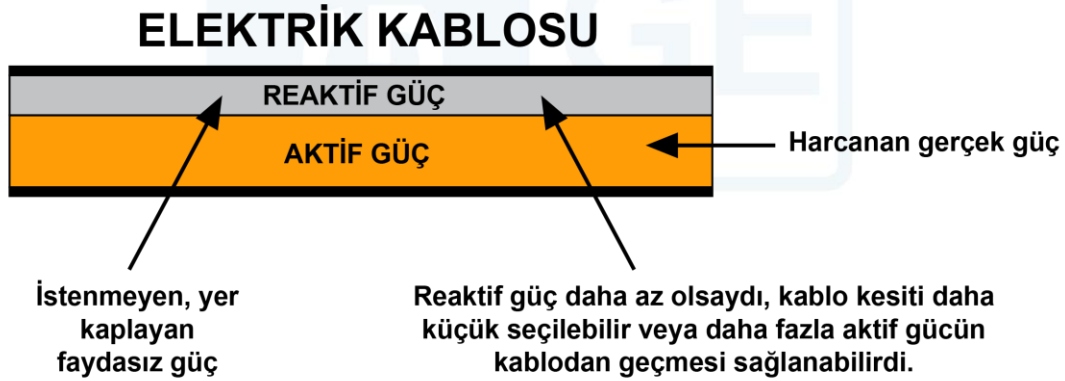 ELEKTRİK KABLOSU
REAKTİF GÜÇ
AKTİF GÜÇ
Harcanan gerçek güç
İstenmeyen, yer
kaplayan
faydasız güç
Reaktif güç daha az olsaydı, kablo kesiti daha
küçük seçilebilir veya daha fazla aktif gücün
kablodan geçmesi sağlanabilirdi.